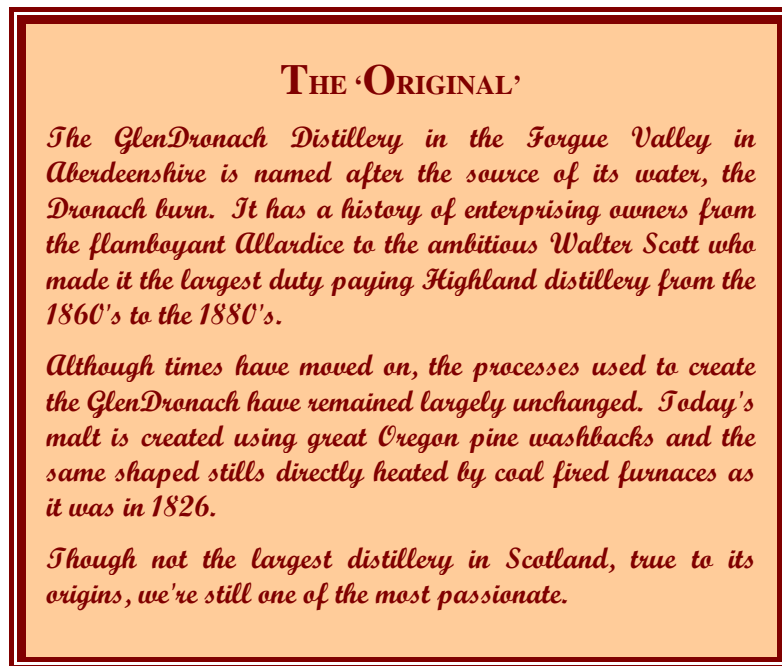 THE ‘ORIGINAL’
The GlenDronach Distillery in the Forgue Valley in
Aberdeenshire is named after the source of its water, the
Dronach burn. It has a history of enterprising owners from
the flamboyant Allardice to the ambitious Walter Scott who
made it the largest duty paying Highland distillery from the
1860's to the 1880's.
Although times have moved on, the processes used to create
the GlenDronach have remained largely unchanged. Today's
malt is created using great Oregon pine washbacks and the
same shaped stills directly heated by coal fired furnaces as
it was in 1826.
Though not the largest distillery in Scotland, true to its
origins, we're still one of the most passionate.